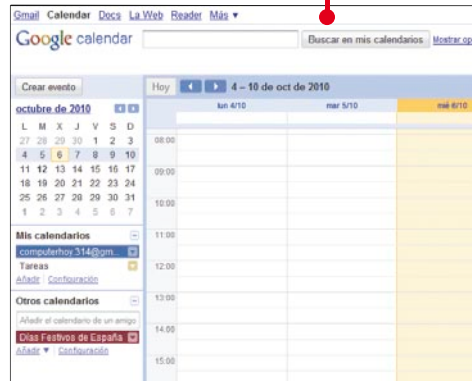 Gmail Calendar Docs La Web Reader Más ▼
Google calendar Buscar en mis calendarios Mostrar op
Crear evento Hoy 4 – 10 de oct de 2010
octubre de 2010 lun 4/10 mar 5/10 mié 6/10
L M X J V S D
27 28 29 30 1 2 3
4 5 6 7 8 9 10
11 12 13 14 15 16 17
18 19 20 21 22 23 24
25 26 27 28 29 30 31
1 2 3 4 5 6 7
08:00
09:00
10:00
11:00
12:00
13:00
14:00
15:00
Mis calendarios
computerhoy.314@gm...
Tareas
Añadir Configuración
Otros calendarios
Añadir el calendario de un amigo
Días Festivos de España
Añadir ▼ Configuración